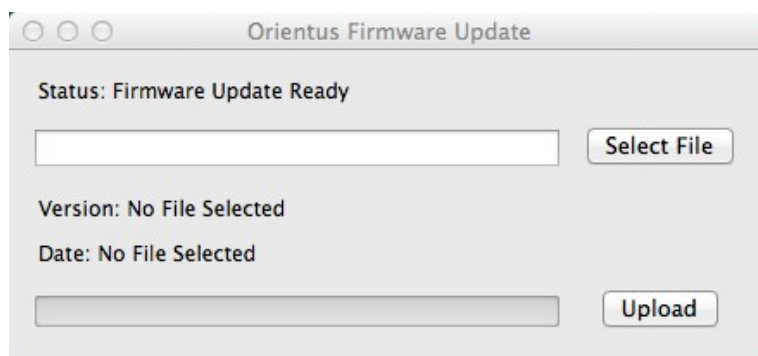 Orientus Firmware Update
Status: Firmware Update Ready
Select File
Version: No File Selected
Date: No File Selected
Upload